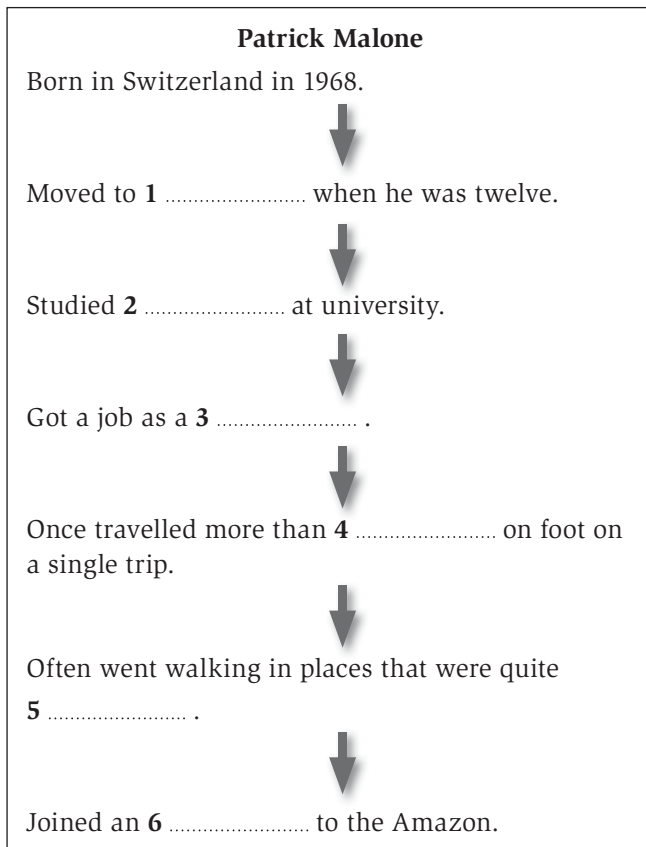 Patrick Malone
Born in Switzerland in 1968.
Moved to 1 ........................ when he was twelve.
Studied 2 ........................ at university.
Got a job as a 3 ........................ .
Once travelled more than 4 ........................ on foot on
a single trip.
Often went walking in places that were quite
5 ........................ .
Joined an 6 ........................ to the Amazon.